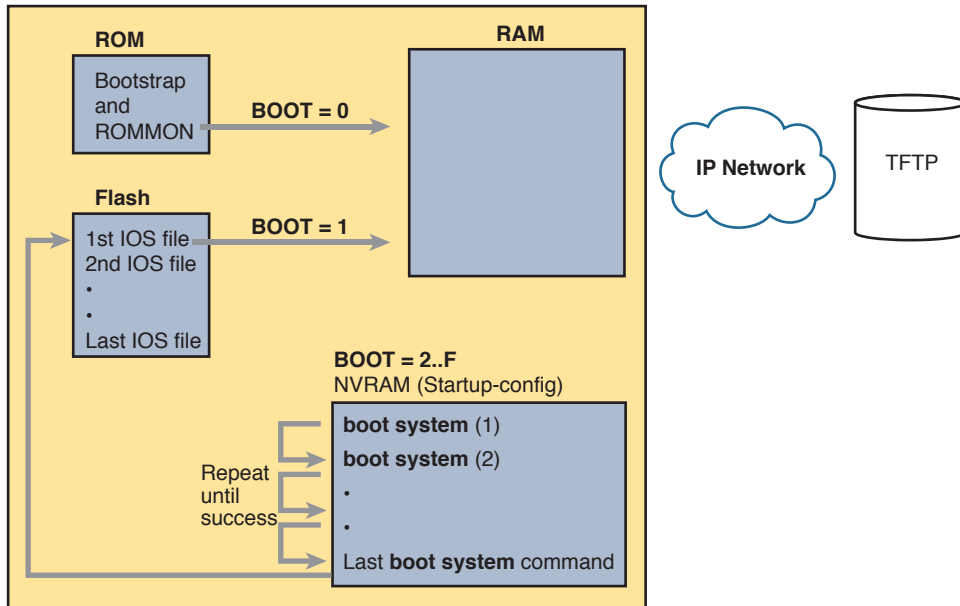 ROM
Bootstrap
and
ROMMON
BOOT = 0
RAM
IP Network
TFTP
Flash
1st IOS file
2nd IOS file
•
•
Last IOS file
BOOT = 1
BOOT = 2..F
NVRAM (Startup-config)
boot system (1)
boot system (2)
•
•
Last boot system command
Repeat
until
success